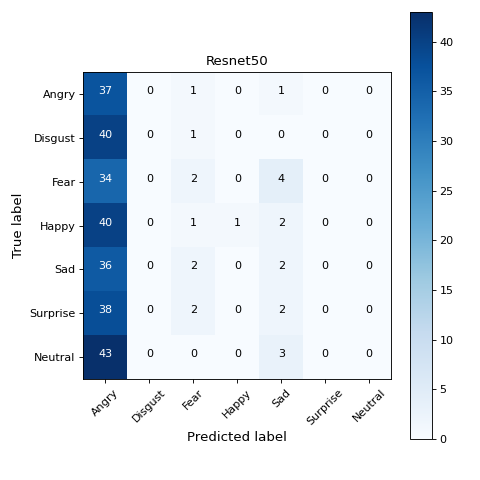 Resnet50
True label
Angry 37 0 1 0 1 0 0
Disgust 40 0 1 0 0 0 0
Fear 34 0 2 0 4 0 0
Happy 40 0 1 1 2 0 0
Sad 36 0 2 0 2 0 0
Surprise 38 0 2 0 2 0 0
Neutral 43 0 0 0 3 0 0
Angry Disgust Fear Happy Sad Surprise Neutral
Predicted label
40
35
30
25
20
15
10
5
0